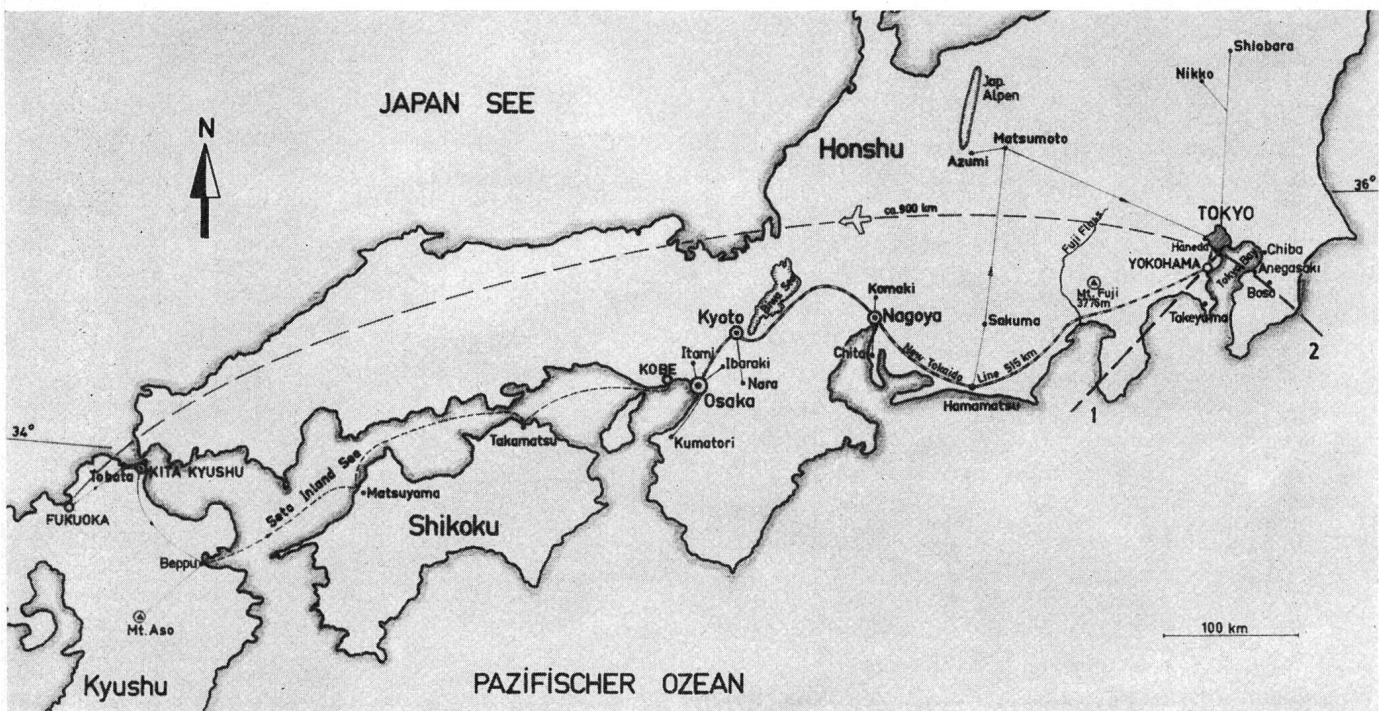 Shiobara
Nikko
Jap.
Alpen
JAPAN SEE
N
Honshu
Matsumoto
Azumi
36°
ca. 900 km
TOKYO
Haneda
Fuji Fluss
YOKOHAMA
Tokyo Bay
Chiba
Anegasaki
Boso
Mt. Fuji
3776m
Takeyama
Biwa See
Komaki
Kyoto
Nagoya
Sakuma
2
Itami
Ibaraki
Chita
New Tokaido Line 515 km
KOBE
Nara
Osaka
Hamamatsu
1
34°
Takamatsu
Kumatori
Tobata
KITA KYUSHU
Seto Inland See
Matsuyama
FUKUOKA
Shikoku
Beppu
Mt. Aso
100 km
Kyushu
PAZİFİSCHER OZEAN